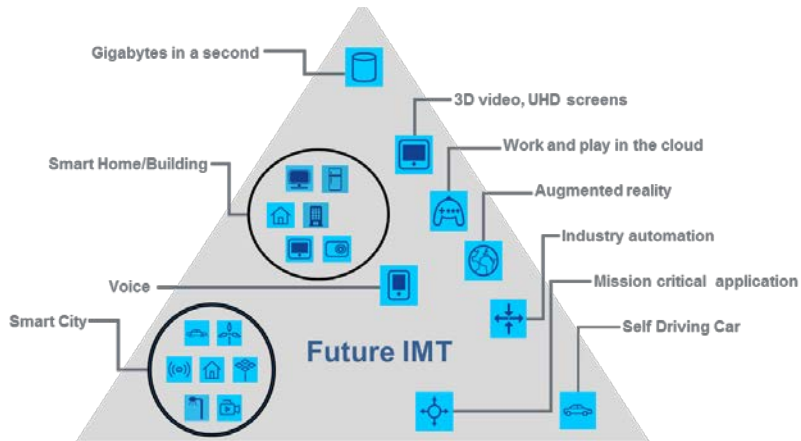 Gigabytes in a second
3D video, UHD screens
Work and play in the cloud
Smart Home/Building
Augmented reality
Industry automation
Mission critical application
Voice
Smart City
Self Driving Car
Future IMT